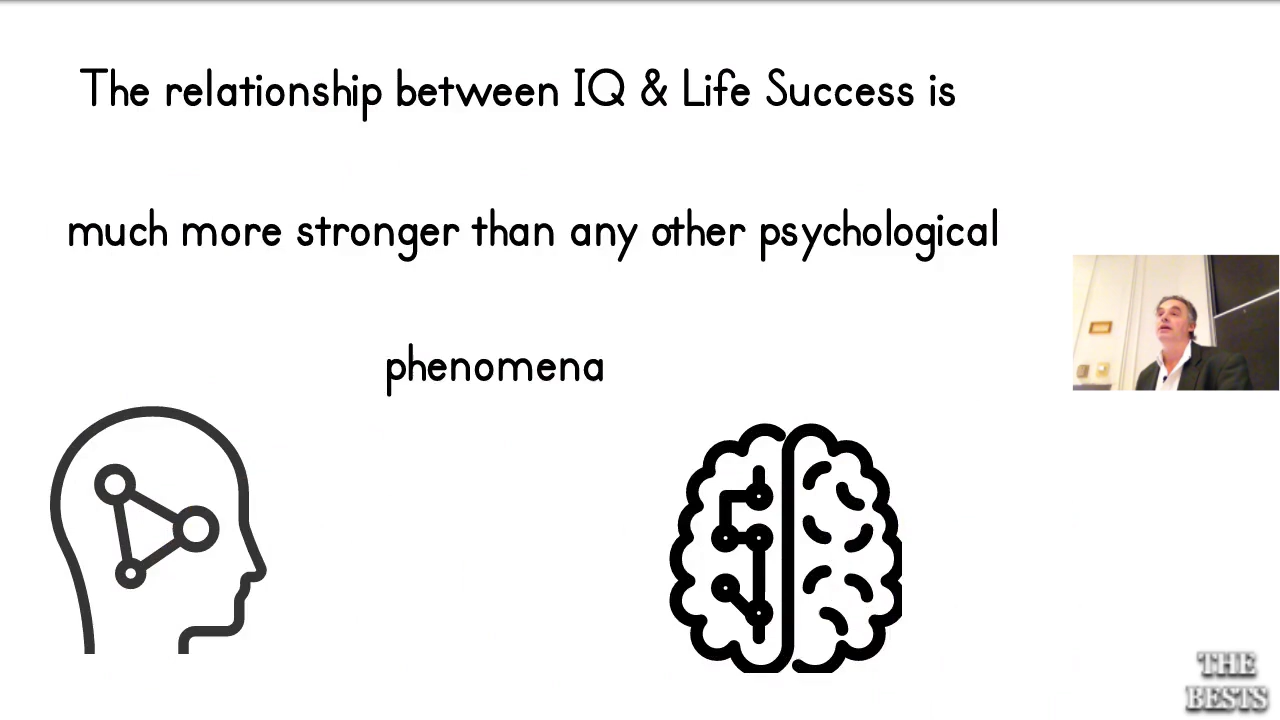 The relationship between IQ & Life Success is
much more stronger than any other psychological
phenomena
THE
BESTS